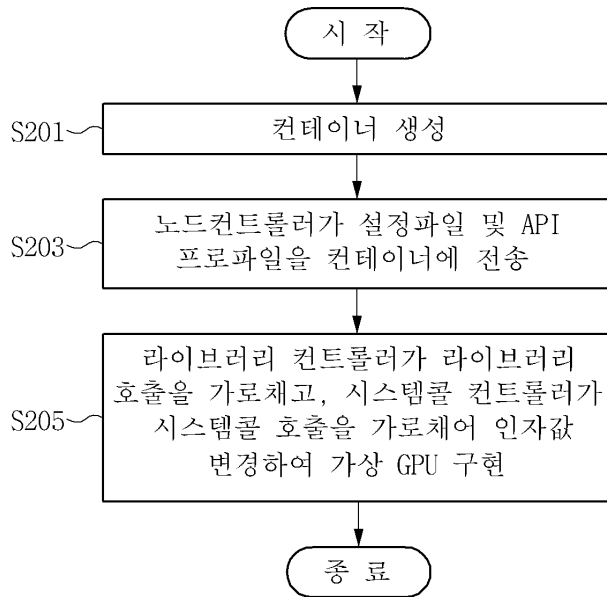 시 작
S201
컨테이너 생성
S203
노드컨트롤러가 설정파일 및 API
프로파일을 컨테이너에 전송
S205
라이브러리 컨트롤러가 라이브러리
호출을 가로채고, 시스템콜 컨트롤러가
시스템콜 호출을 가로채어 인자값
변경하여 가상 GPU 구현
종 료